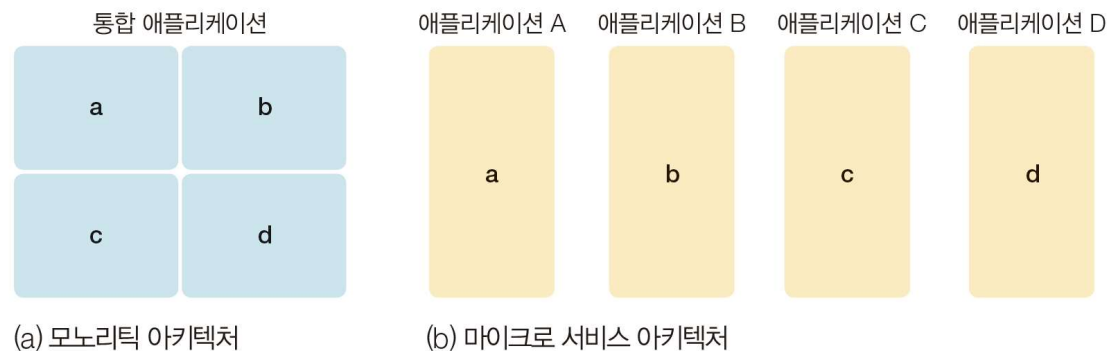 통합 애플리케이션
애플리케이션 A 애플리케이션 B 애플리케이션 C 애플리케이션 D
a b
a b c d
c d
(a) 모노리틱 아키텍처
(b) 마이크로 서비스 아키텍처